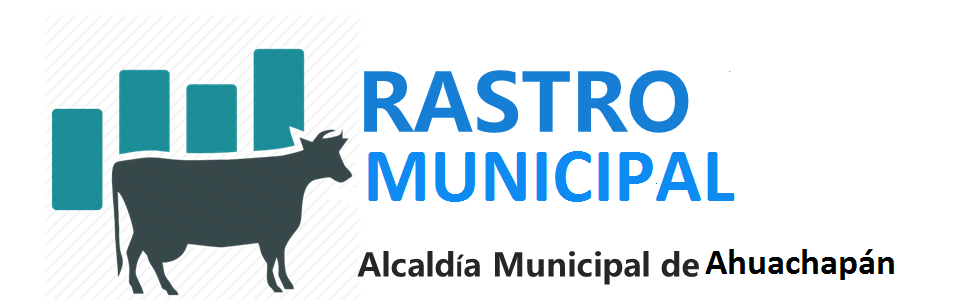 RASTRO
MUNICIPAL
Alcaldía Municipal de Ahuachapán